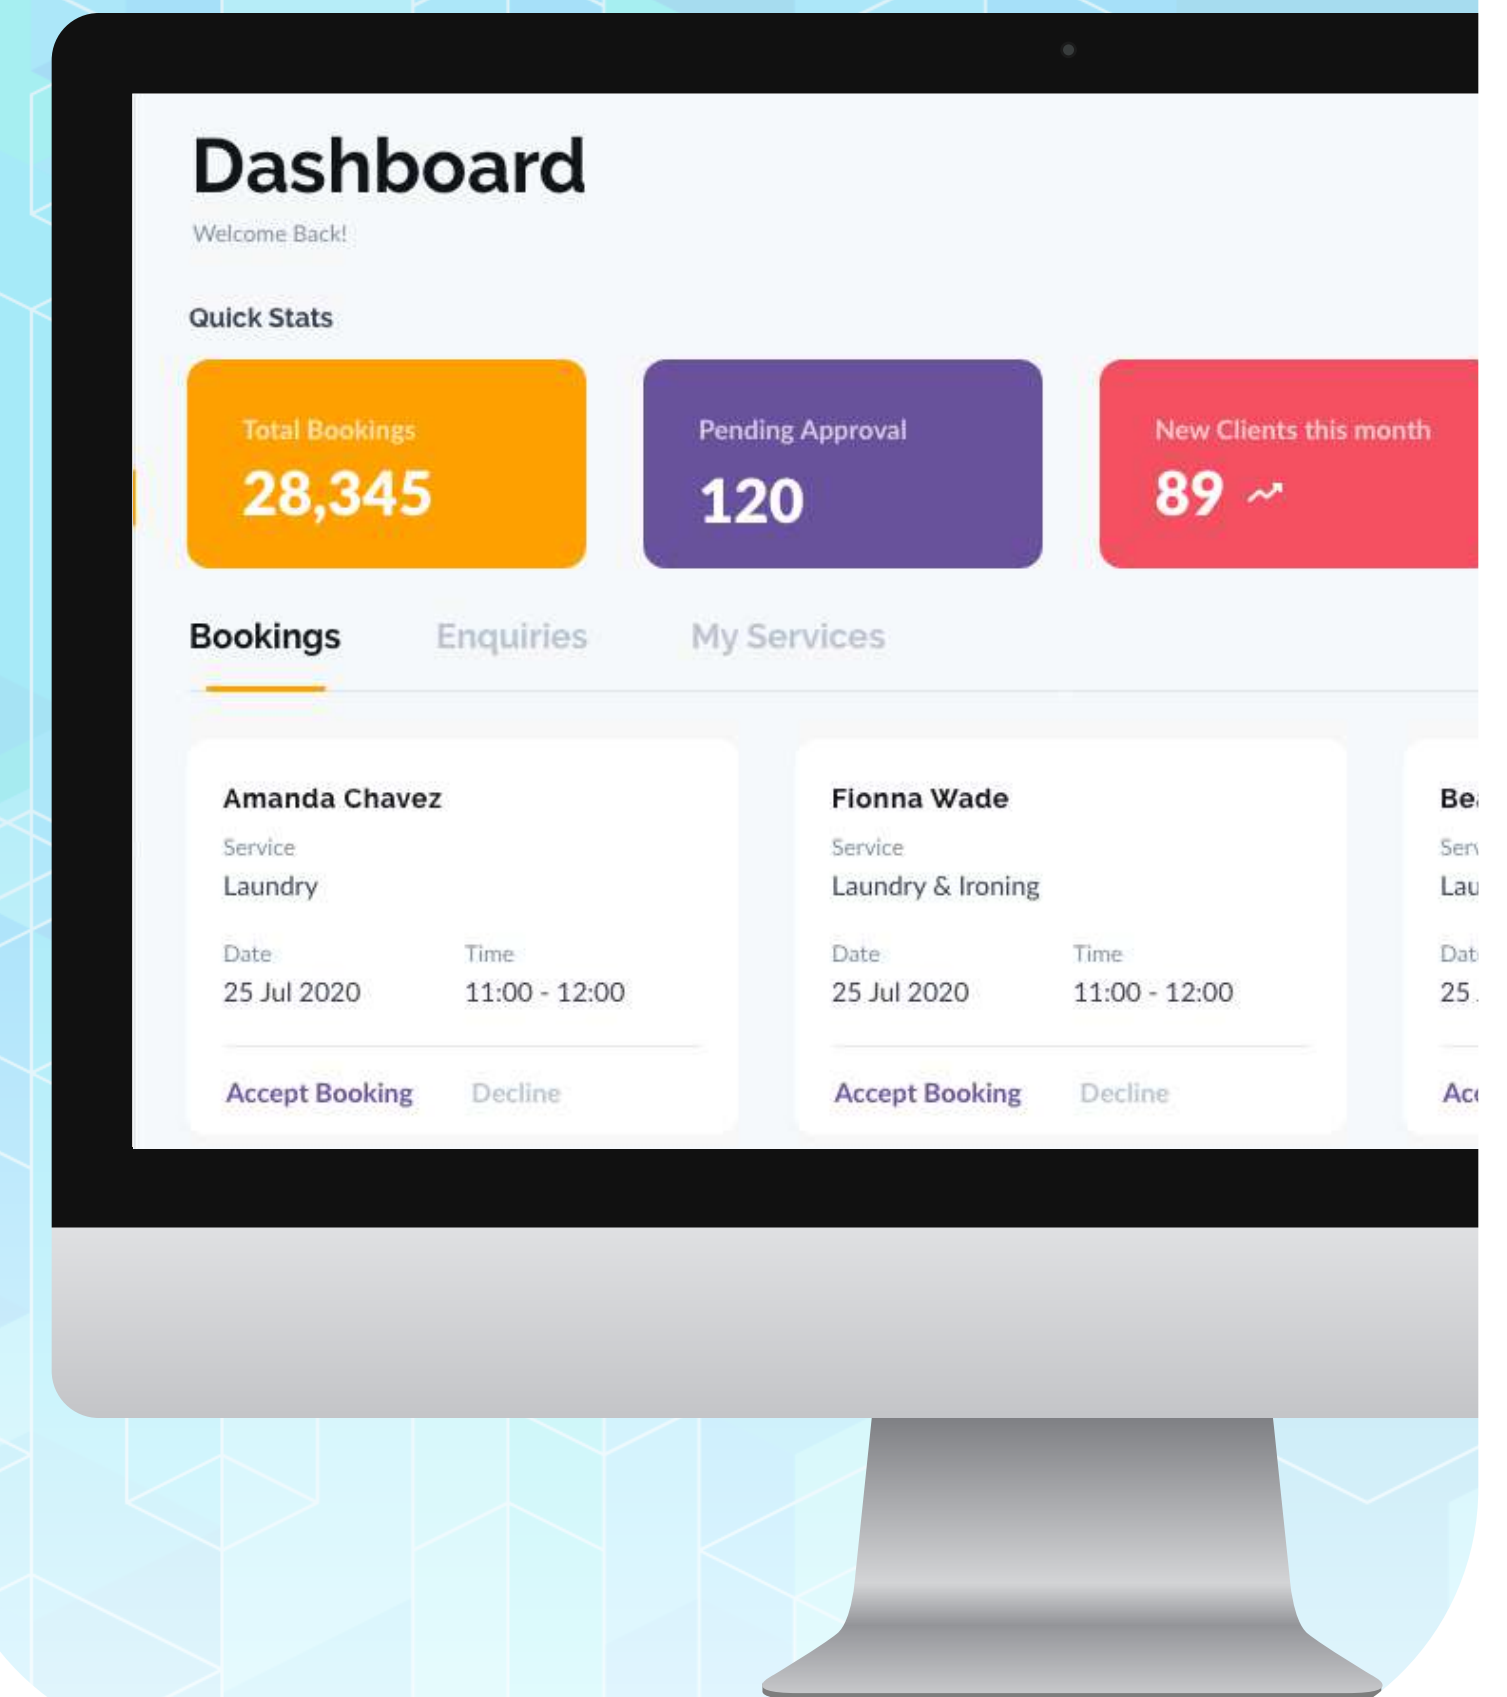 Dashboard
Welcome Back!
Quick Stats
Total Bookings
28,345
Pending Approval
120
New Clients this month
89
Bookings Enquiries My Services
Amanda Chavez
Service
Laundry
Date Time
25 Jul 2020 11:00 - 12:00
Accept Booking Decline
Fionna Wade
Service
Laundry & Ironing
Date Time
25 Jul 2020 11:00 - 12:00
Accept Booking Decline
25